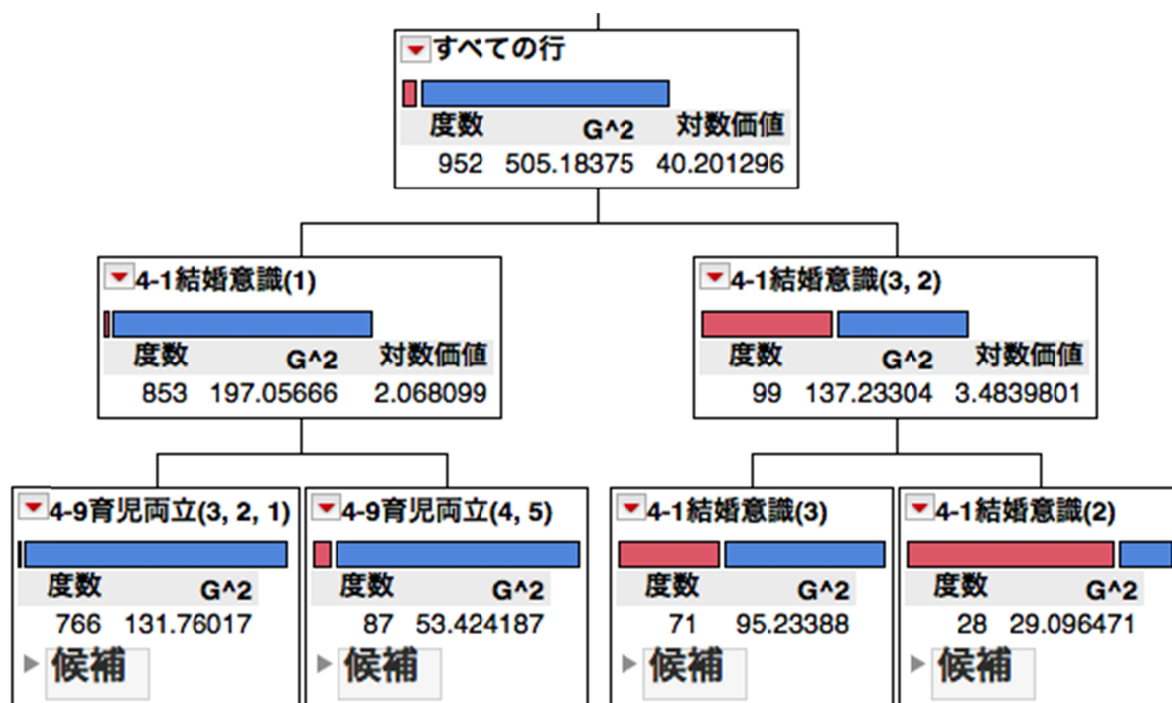 すべての行
度数 G^2 対数価値
952 505.18375 40.201296
4-1結婚意識(1)
度数 G^2 対数価値
853 197.05666 2.068099
4-1結婚意識(3, 2)
度数 G^2 対数価値
99 137.23304 3.4839801
4-9育児両立(3, 2, 1)
度数 G^2
766 131.76017
候補
4-9育児両立(4, 5)
度数 G^2
87 53.424187
候補
4-1結婚意識(3)
度数 G^2
71 95.23388
候補
4-1結婚意識(2)
度数 G^2
28 29.096471
候補